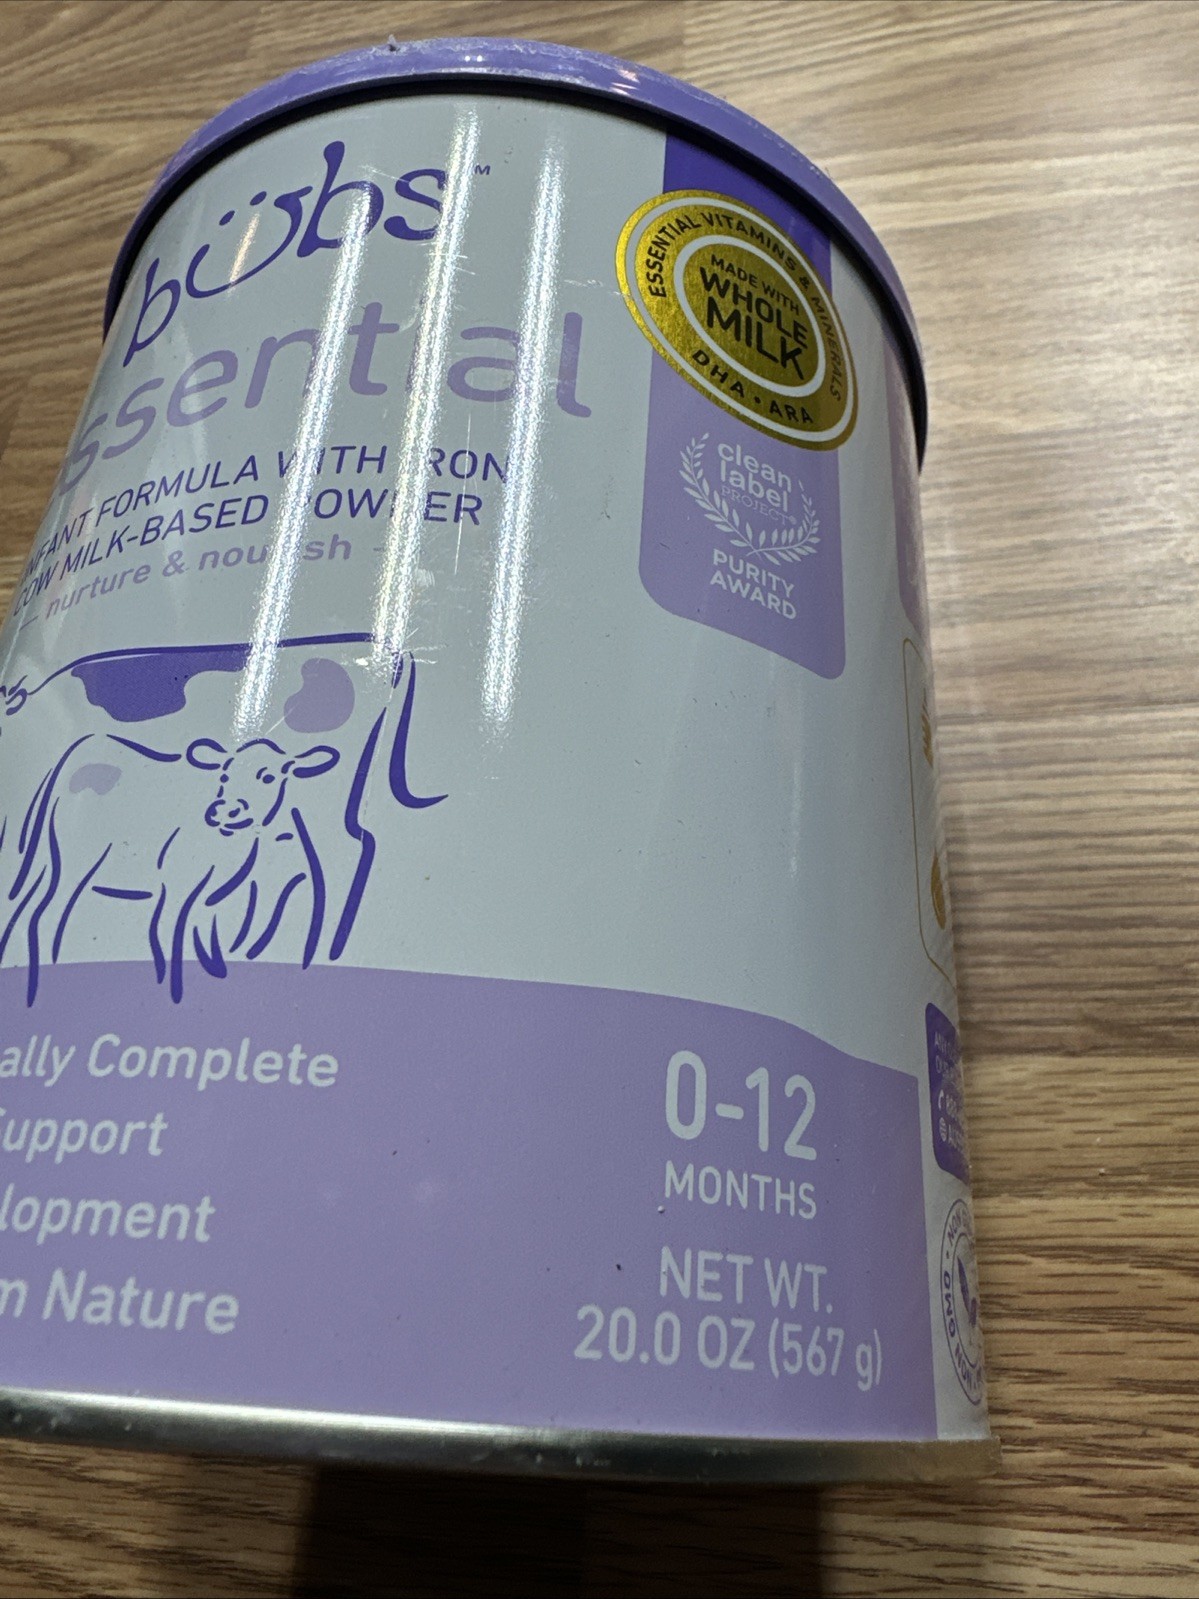 bubs™
essential
INFANT FORMULA WITH IRON
COW MILK-BASED POWDER
nurture & nourish
ESSENTIAL VITAMINS & MINERALS
MADE WITH
WHOLE
MILK
DHA • ARA
clean
label
PROJECT®
PURITY
AWARD
ally Complete
Support
lopment
m Nature
0-12
MONTHS
NET WT.
20.0 OZ (567 g)
NON GMO